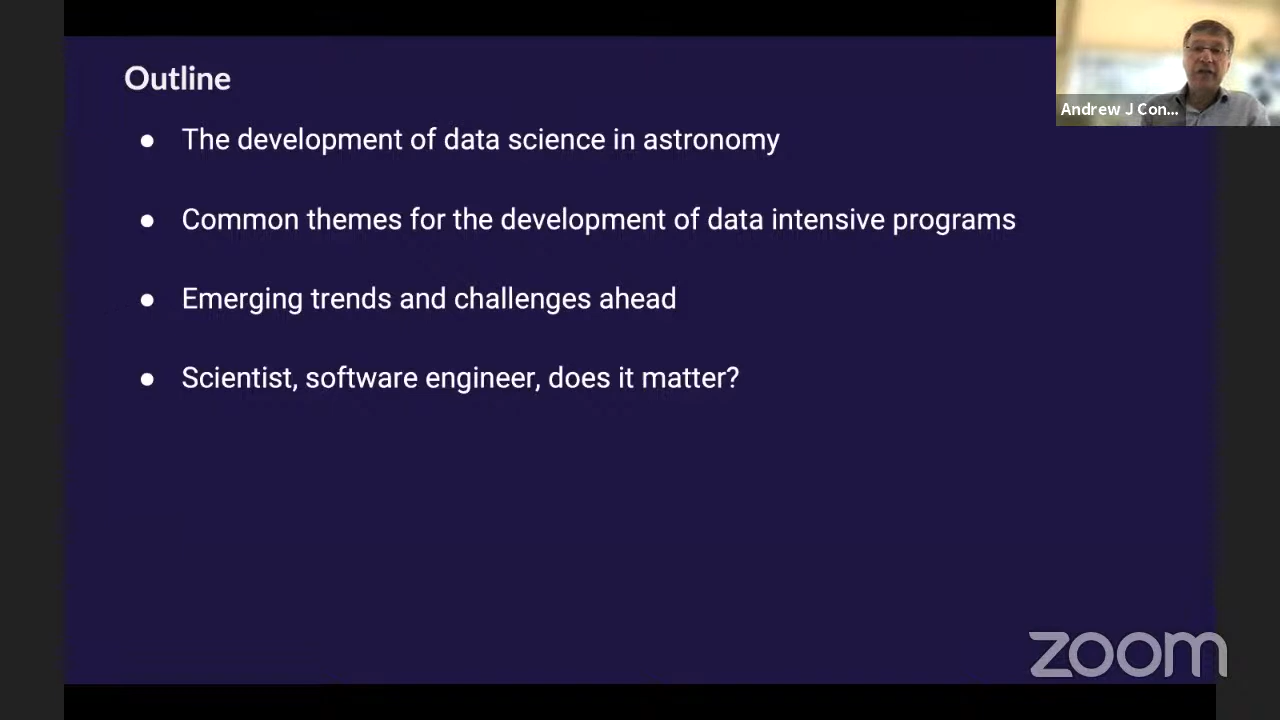 Outline
● The development of data science in astronomy
● Common themes for the development of data intensive programs
● Emerging trends and challenges ahead
● Scientist, software engineer, does it matter?
Andrew J Con...
zoom